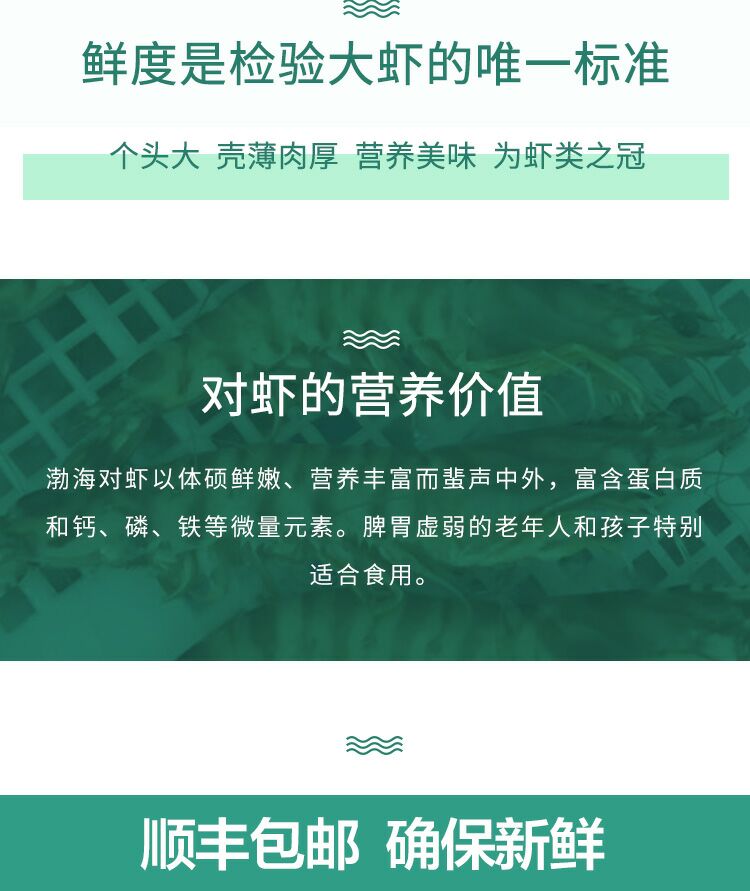 鲜度是检验大虾的唯一标准
个头大 壳薄肉厚 营养美味 为虾类之冠
对虾的营养价值
渤海对虾以体硕鲜嫩、营养丰富而蜚声中外，富含蛋白质
和钙、磷、铁等微量元素。脾胃虚弱的老年人和孩子特别
适合食用。
顺丰包邮 确保新鲜